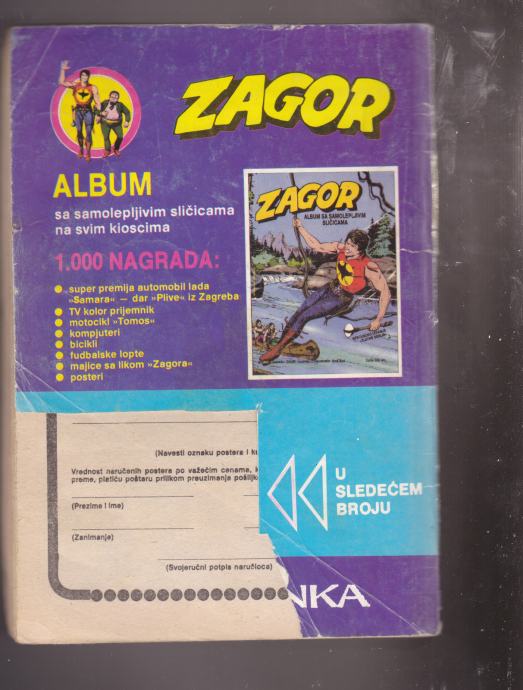 ZAGOR
ALBUM
sa samolepljivim sličicama
na svim kioscima
1.000 NAGRADA:
super premija automobil lada
»Samara« — dar »Plive« iz Zagreba
TV kolor prijemnik
motocikl »Tomos«
kompjuteri
bicikli
fudbalske lopte
majice sa likom »Zagora«
posteri
ZAGOR
ALBUM SA SAMOLEPLJIVIM
SLIČICAMA
(Navesti oznaku postera i
Vrednost naručenih postera po važećim cenama,
preme, platiću poštaru prilikom preuzimanja
(Prezime i ime)
(Zanimanje)
(Svojeručni potpis naručioca)
U
SLEDEĆEM
BROJU
NKA